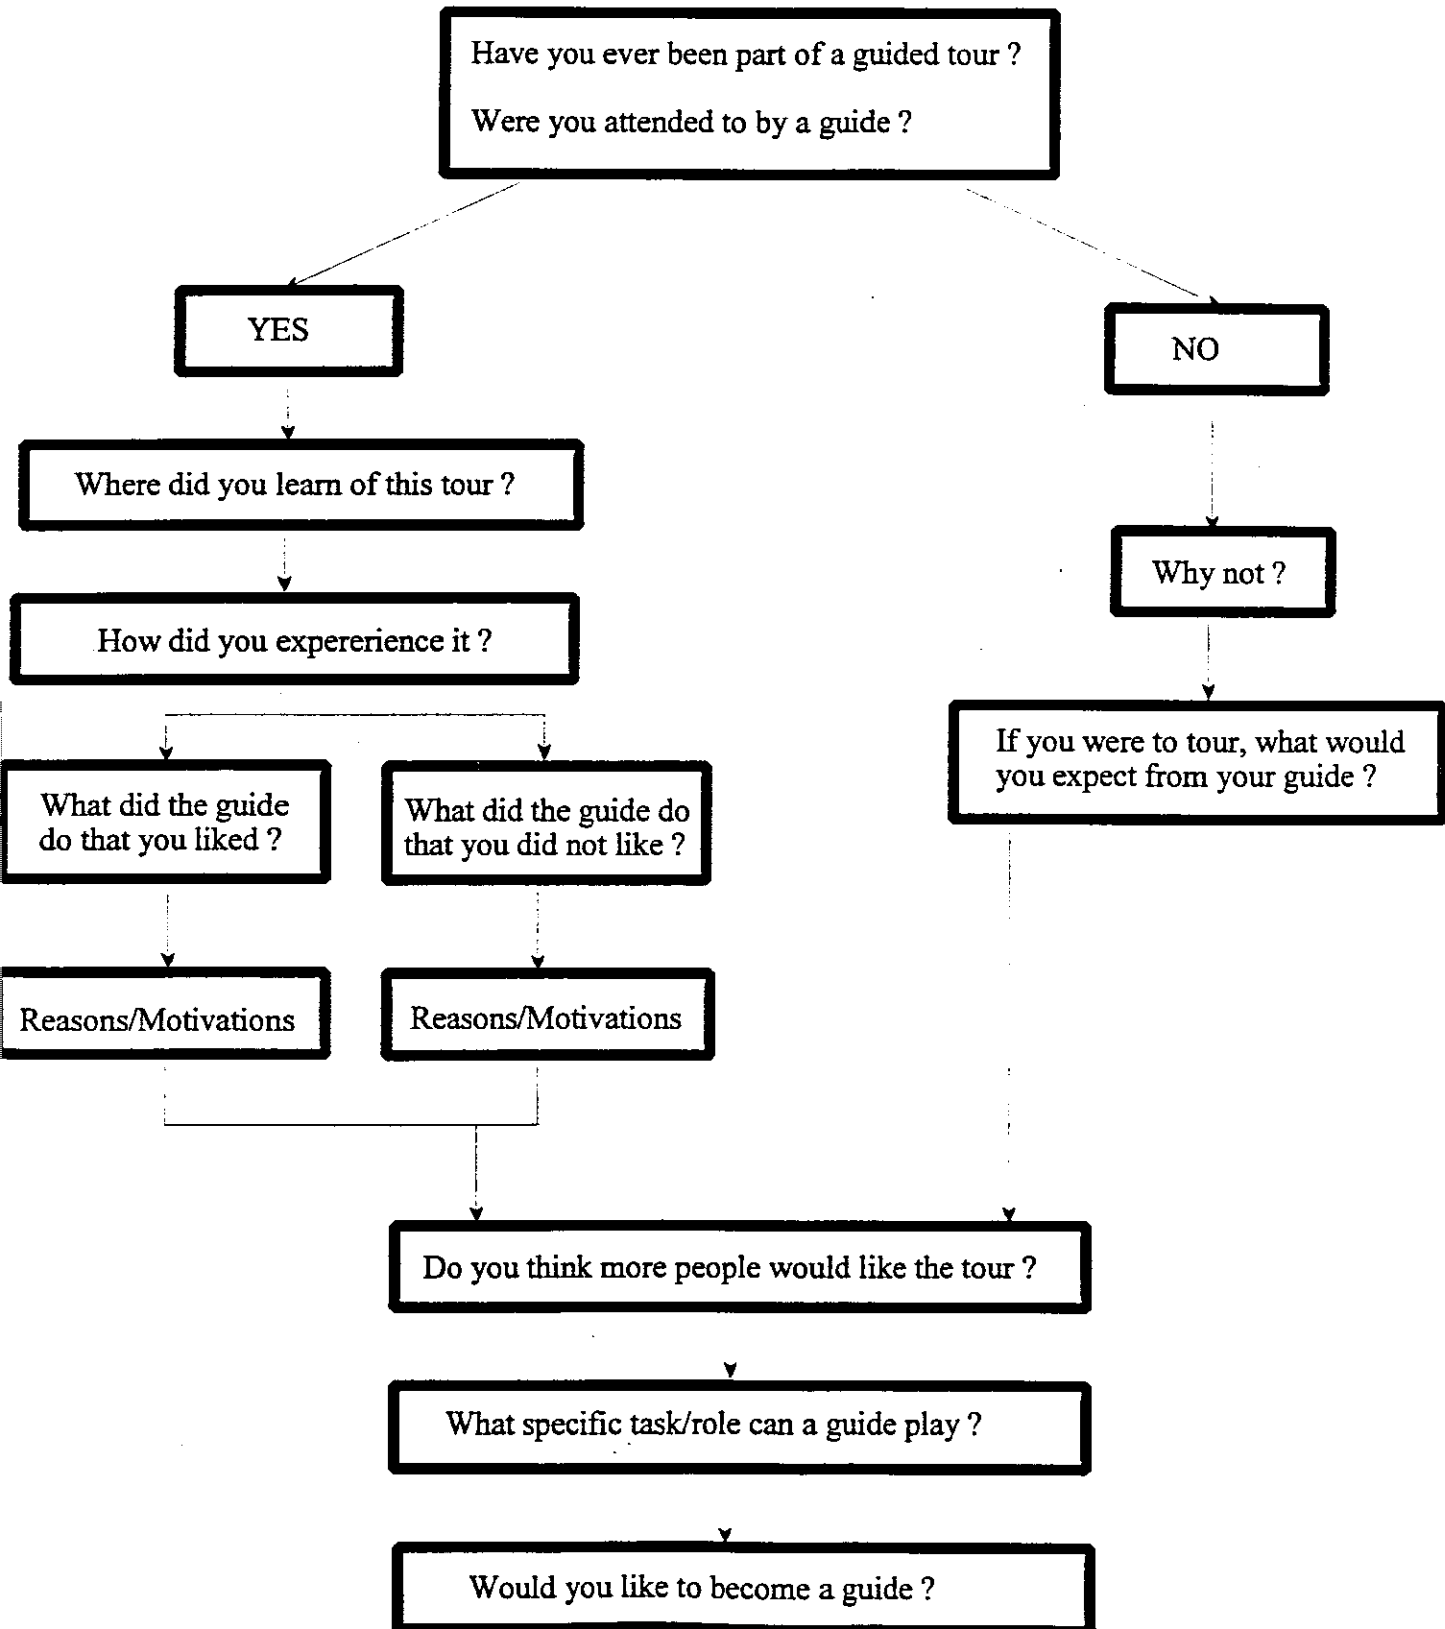 Have you ever been part of a guided tour ?
Were you attended to by a guide ?
YES
NO
Where did you learn of this tour ?
Why not ?
How did you expererience it ?
If you were to tour, what would
you expect from your guide ?
What did the guide
do that you liked ?
What did the guide do
that you did not like ?
Reasons/Motivations
Reasons/Motivations
Do you think more people would like the tour ?
What specific task/role can a guide play ?
Would you like to become a guide ?